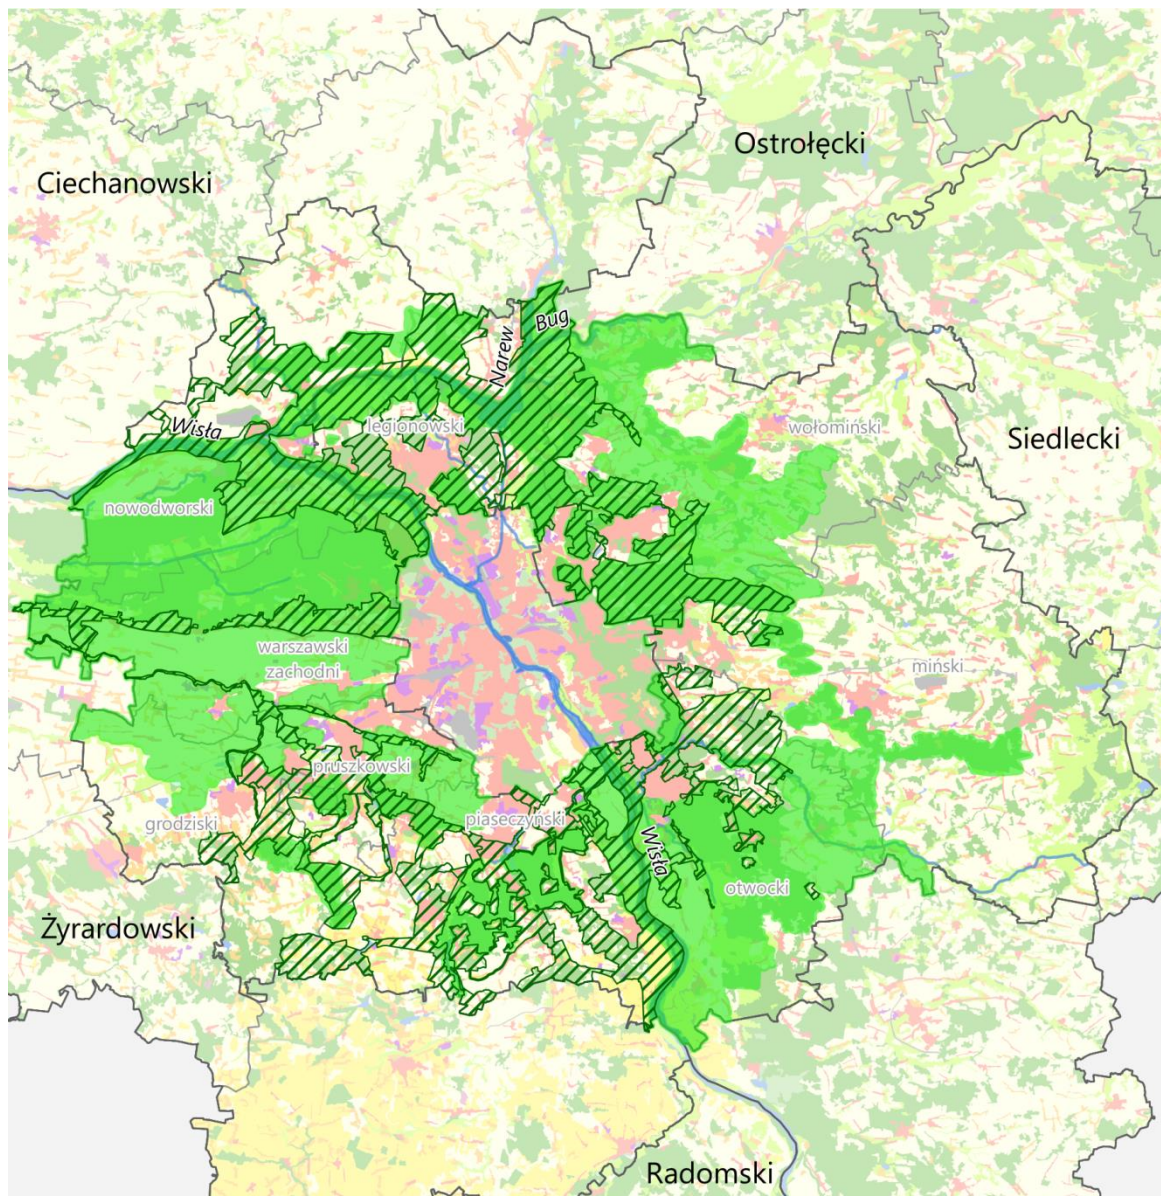 Ostrołęcki
Ciechanowski
Bug
Narew
Wisła
legionowski
wołomiński
Siedlecki
nowodworski
warszawski
zachodni
miński
pruszkowski
grodziski
piaseczyński
Wisła
otwocki
Żyrardowski
Radomski